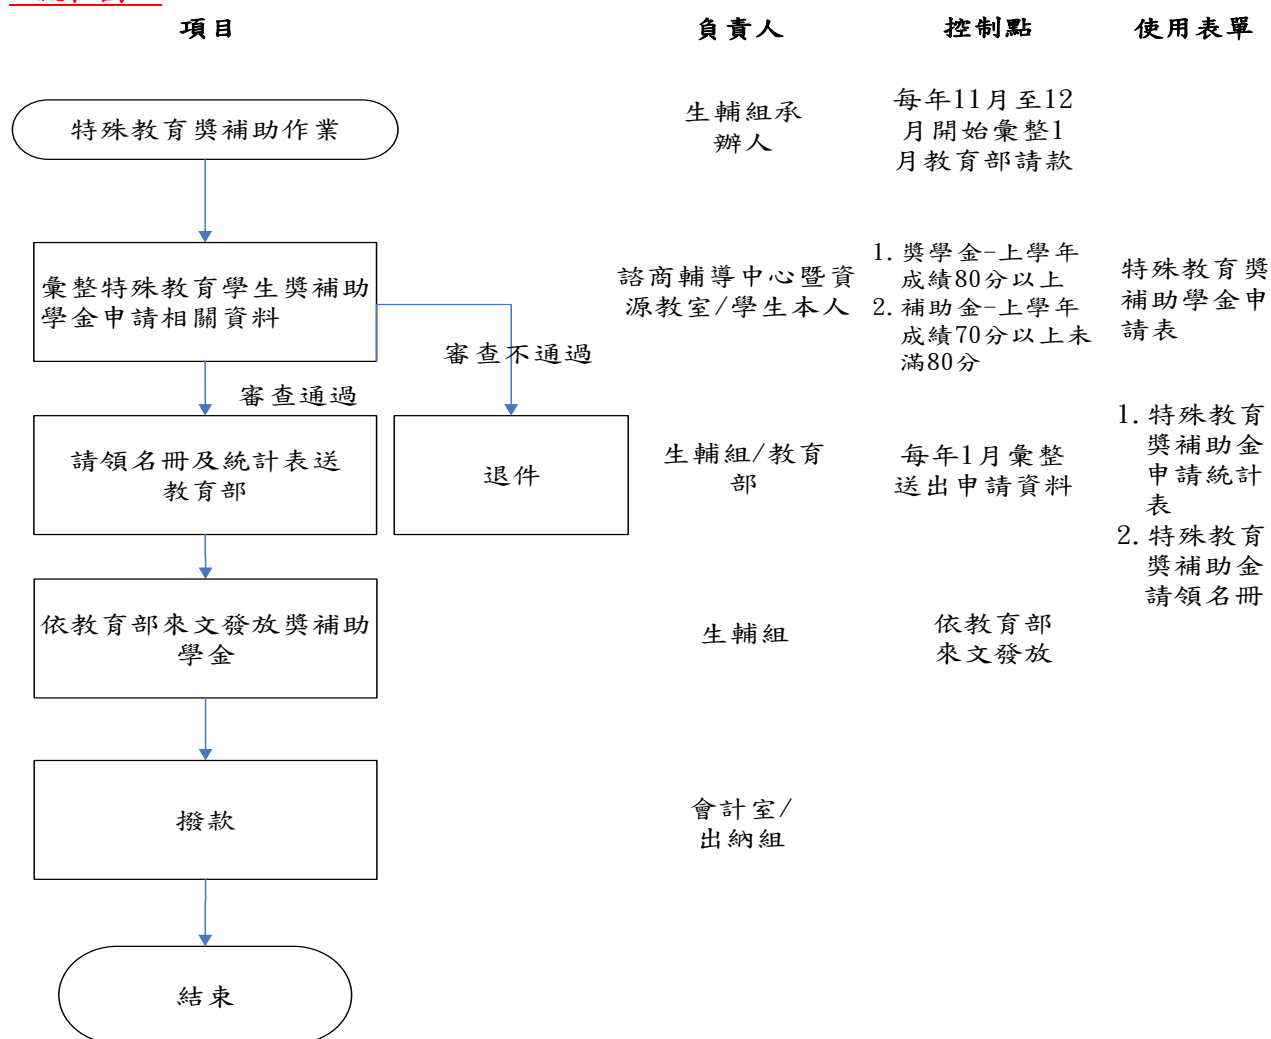 項目 負責人 控制點 使用表單
特殊教育獎補助作業
生輔組承
辦人
每年11月至12
月開始彙整1
月教育部請款
彙整特殊教育學生獎補助
學金申請相關資料
諮商輔導中心暨資
源教室/學生本人
1. 獎學金-上學年
成績80分以上
2. 補助金-上學年
成績70分以上未
滿80分
特殊教育獎
補助學金申
請表
審查不通過
審查通過
請領名冊及統計表送
教育部
退件
生輔組/教育
部
每年1月彙整
送出申請資料
1. 特殊教育
獎補助金
申請統計
表
2. 特殊教育
獎補助金
請領名冊
依教育部來文發放獎補助
學金
生輔組
依教育部
來文發放
撥款
會計室/
出納組
結束